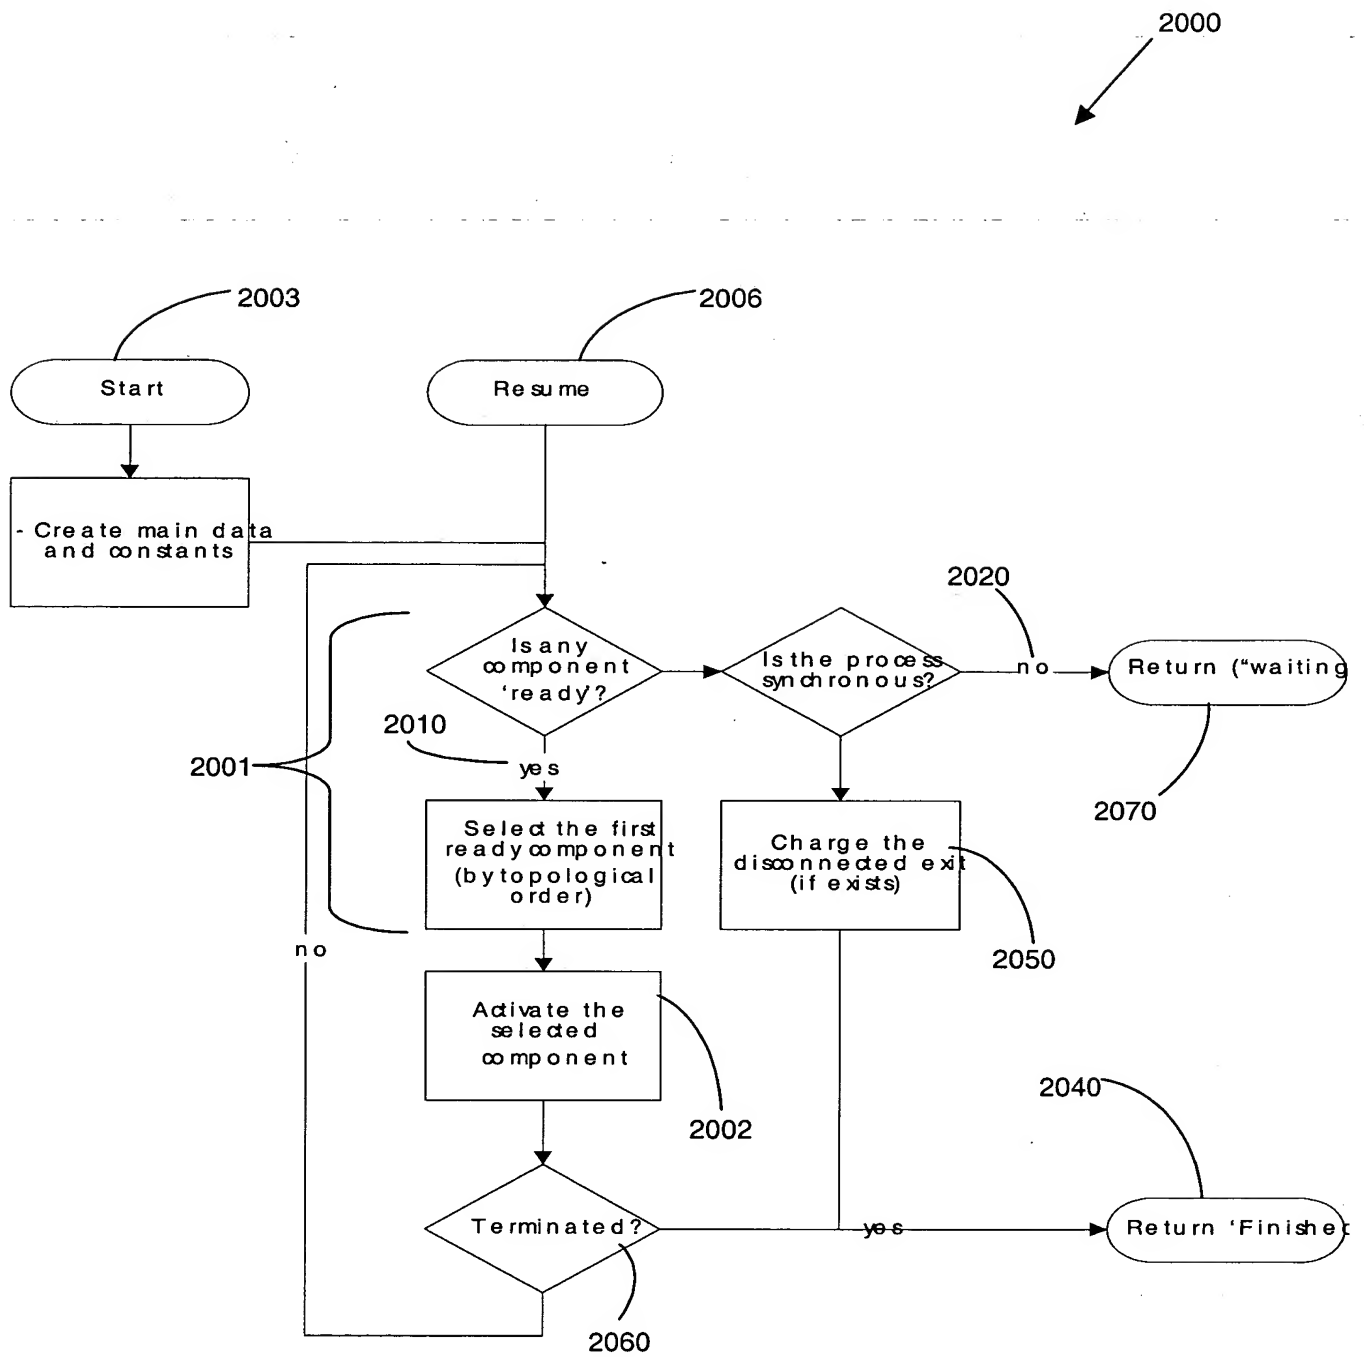 2000
2003
2006
Start
Resume
- Create main data
and constants
2020
Is any
component
'ready'?
Is the process
synchronous?
no
Return ("waiting
2010
yes
2001
2070
Select the first
ready component
(by topological
order)
Charge the
disconnected exit
(if exists)
no
2050
Activate the
selected
component
2002
2040
Terminated?
yes
Return 'Finished
2060